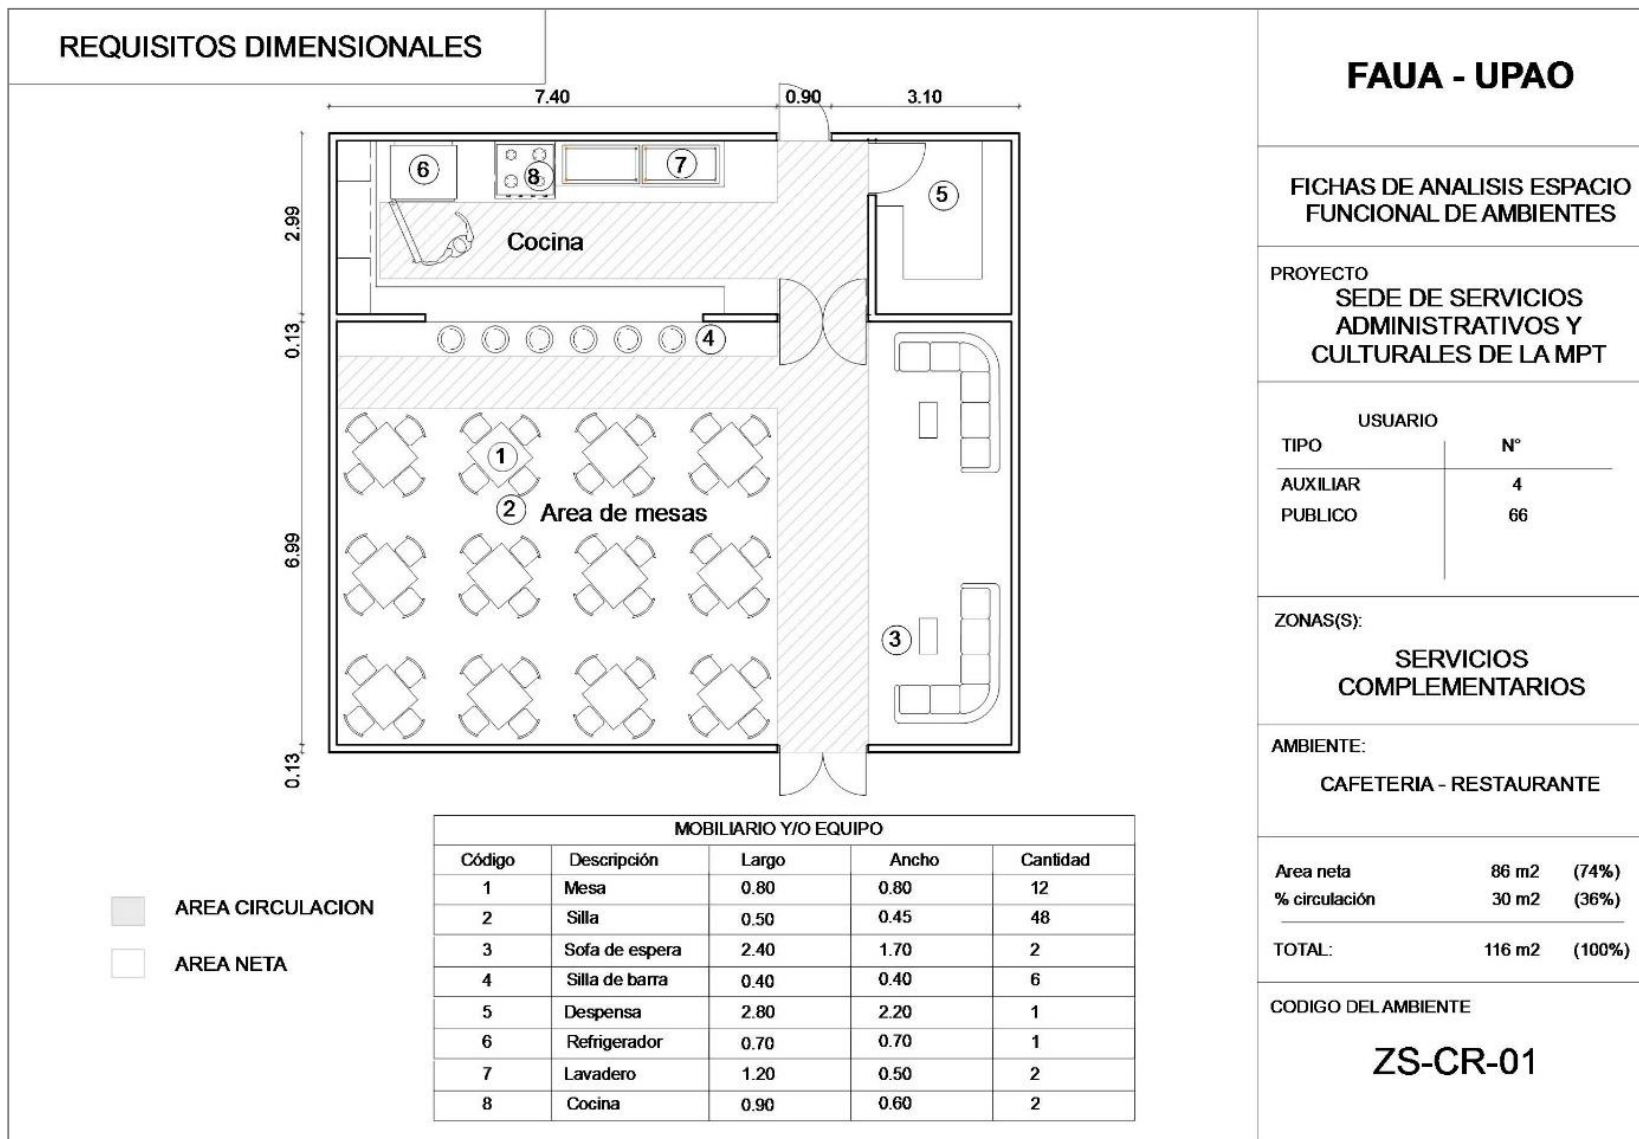 REQUISITOS DIMENSIONALES
7.40
0.90
3.10
2.99
0.13
6.99
0.13
6
8
7
5
Cocina
4
1
2
Area de mesas
3
AREA CIRCULACION
AREA NETA
MOBILIARIO Y/O EQUIPO
Código Descripción Largo Ancho Cantidad
1 Mesa 0.80 0.80 12
2 Silla 0.50 0.45 48
3 Sofa de espera 2.40 1.70 2
4 Silla de barra 0.40 0.40 6
5 Despensa 2.80 2.20 1
6 Refrigerador 0.70 0.70 1
7 Lavadero 1.20 0.50 2
8 Cocina 0.90 0.60 2
FAUA - UPAO
FICHAS DE ANALISIS ESPACIO
FUNCIONAL DE AMBIENTES
PROYECTO
SEDE DE SERVICIOS
ADMINISTRATIVOS Y
CULTURALES DE LA MPT
USUARIO
TIPO N°
AUXILIAR 4
PUBLICO 66
ZONAS(S):
SERVICIOS
COMPLEMENTARIOS
AMBIENTE:
CAFETERIA - RESTAURANTE
Area neta 86 m2 (74%)
% circulación 30 m2 (36%)
TOTAL: 116 m2 (100%)
CODIGO DEL AMBIENTE
ZS-CR-01